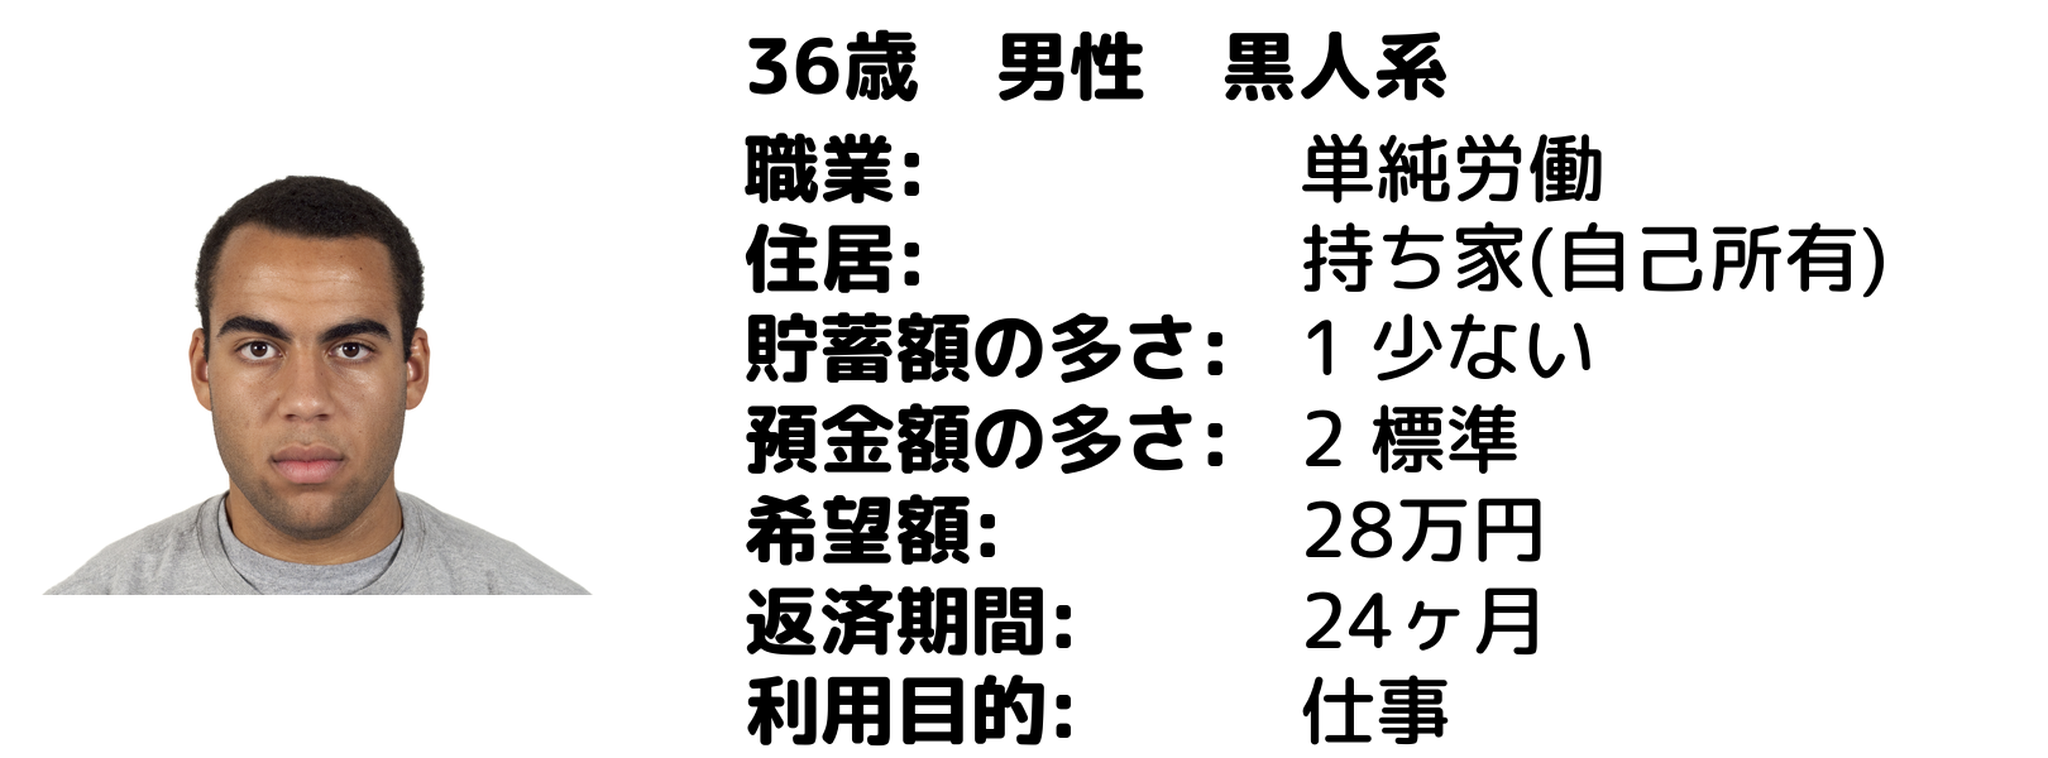 36歳　男性　黒人系
職業: 単純労働
住居: 持ち家(自己所有)
貯蓄額の多さ: 1 少ない
預金額の多さ: 2 標準
希望額: 28万円
返済期間: 24ヶ月
利用目的: 仕事